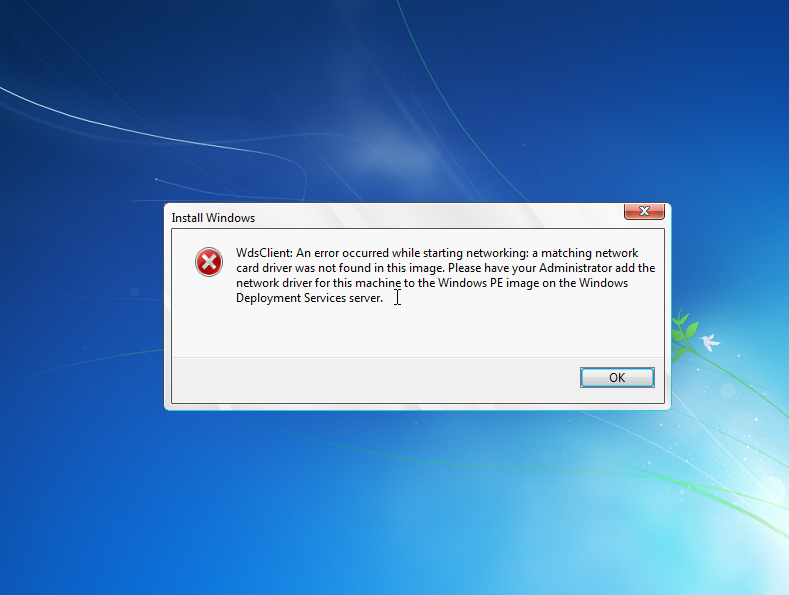 Install Windows
WdsClient: An error occurred while starting networking: a matching network
card driver was not found in this image. Please have your Administrator add the
network driver for this machine to the Windows PE image on the Windows
Deployment Services server.
OK